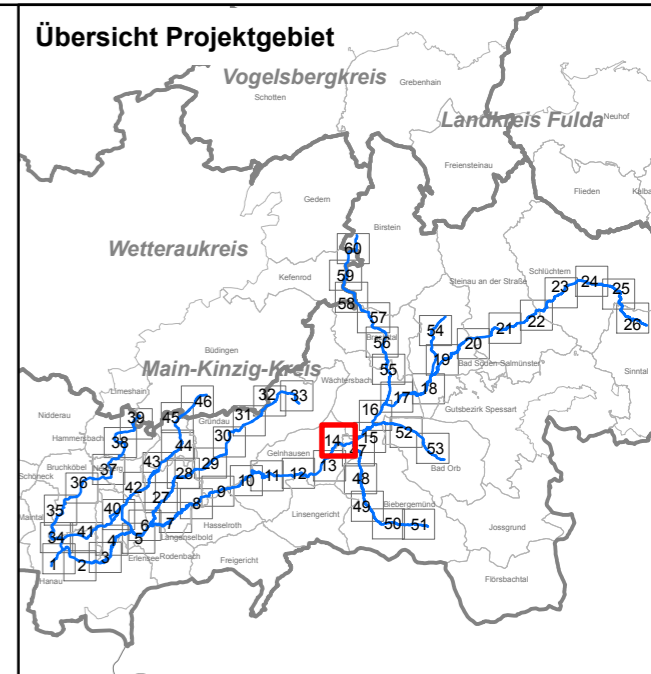 Übersicht Projektgebiet
Vogelsbergkreis
Grebenhain
Schotten
Landkreis Fulda
Neuhof
Freiensteinau
Flieden
Gedern
Birstein
Wetteraukreis
60
Kefenrod
59
Steinau an der Straße
Schlüchtern
23
24
25
58
57
54
22
26
21
56
20
Büdingen
19
Bad Soden-Salmünster
Sinntal
Main-Kinzig-Kreis
55
Wächtersbach
18
Limeshain
32
33
17
45
46
31
16
Gutsbezirk Spessart
Nidderau
39
Gründau
Hammersbach
38
30
14
15
52
44
Gelnhausen
53
Bruchköbel
37
43
29
13
Bad Orb
Schöneck
36
28
10
11
12
48
42
9
35
27
8
Linsengericht
49
Biebergemünd
Maintal
40
Hasselroth
50
51
Jossgrund
34
41
6
7
4
5
Langenselbold
3
Erlensee
Rodenbach
Freigericht
1
2
Hanau
Flörsbachtal